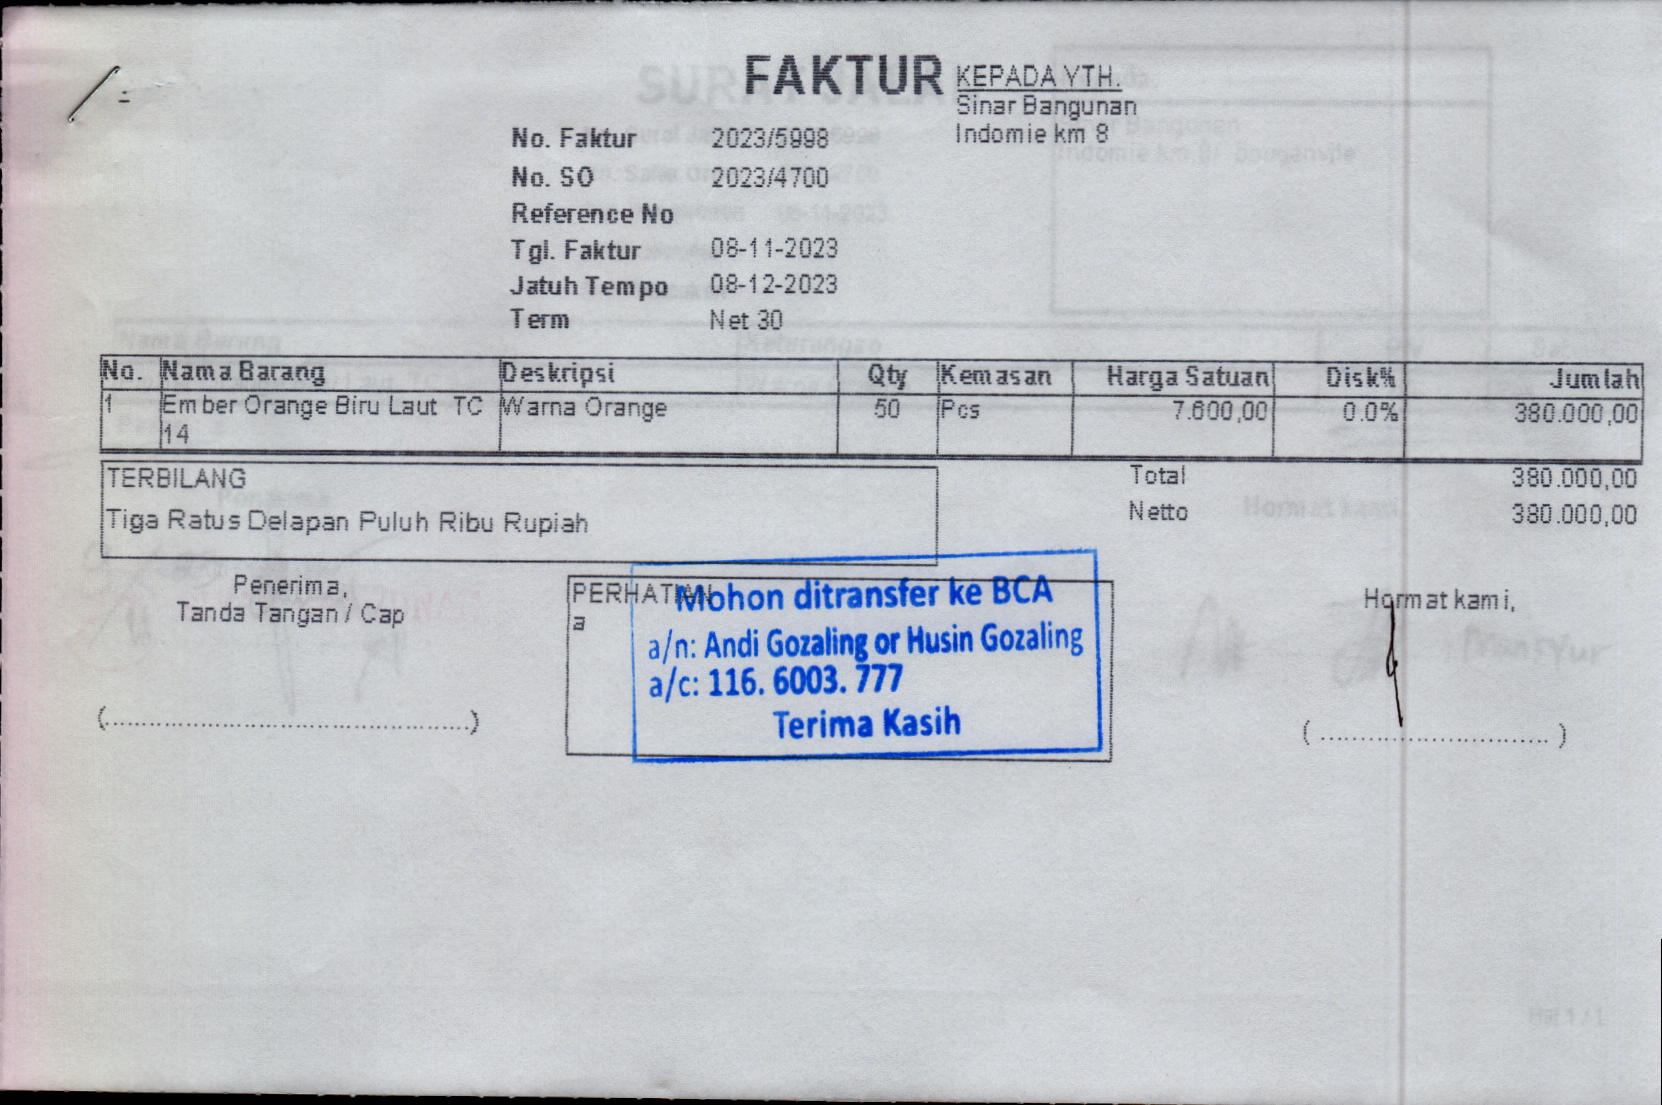 FAKTUR
KEPADA YTH.
Sinar Bangunan
Indomie km 8
No. Faktur 2023/5998
No. SO 2023/4700
Reference No
Tgl. Faktur 08-11-2023
Jatuh Tempo 08-12-2023
Term Net 30
No. Nama Barang Deskripsi Qty Kemasan Harga Satuan Disk% Jumlah
1 Ember Orange Biru Laut TC Warna Orange 50 Pcs 7.600,00 0.0% 380.000,00
14
TERBILANG
Tiga Ratus Delapan Puluh Ribu Rupiah
Total 380.000,00
Netto 380.000,00
Penerima,
Tanda Tangan / Cap
(.......................................................)
PERHATIAN
a
Mohon ditransfer ke BCA
a/n: Andi Gozaling or Husin Gozaling
a/c: 116. 6003. 777
Terima Kasih
Hormat kami,
( ................................... )